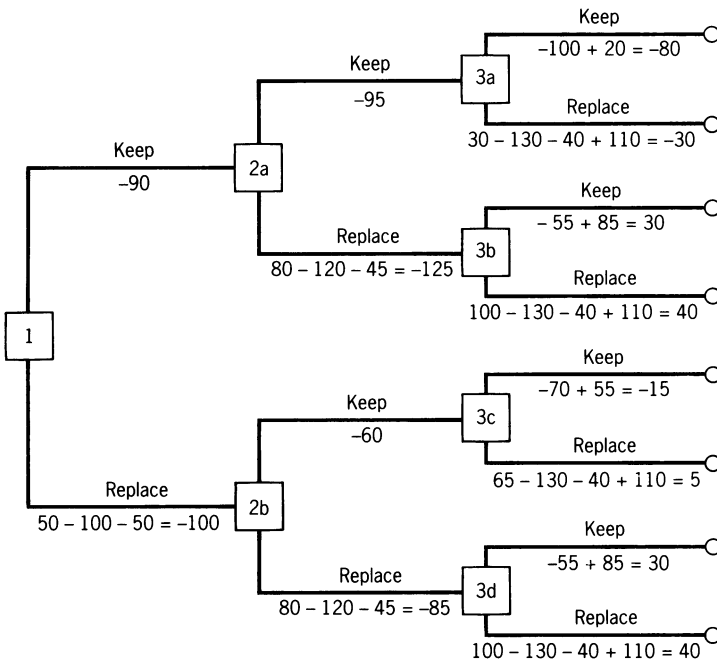 Keep
-100 + 20 = -80
3a
Keep
-95
Replace
30 - 130 - 40 + 110 = -30
Keep
-90
2a
Keep
- 55 + 85 = 30
Replace
80 - 120 - 45 = -125
3b
Replace
100 - 130 - 40 + 110 = 40
1
Keep
-70 + 55 = -15
Keep
-60
3c
Replace
65 - 130 - 40 + 110 = 5
Replace
50 - 100 - 50 = -100
2b
Keep
-55 + 85 = 30
Replace
80 - 120 - 45 = -85
3d
Replace
100 - 130 - 40 + 110 = 40